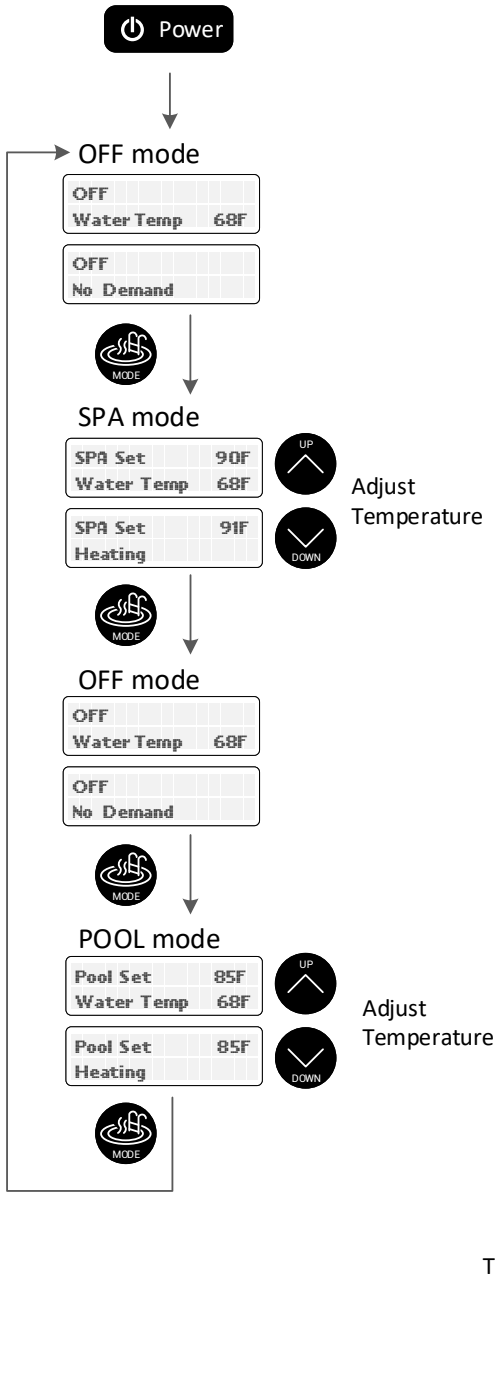 Power
OFF mode
OFF
Water Temp 68F
OFF
No Demand
MODE
SPA mode
SPA Set 90F
Water Temp 68F
UP
Adjust
Temperature
SPA Set 91F
Heating
DOWN
MODE
OFF mode
OFF
Water Temp 68F
OFF
No Demand
MODE
POOL mode
Pool Set 85F
Water Temp 68F
UP
Adjust
Temperature
Pool Set 85F
Heating
DOWN
MODE
T